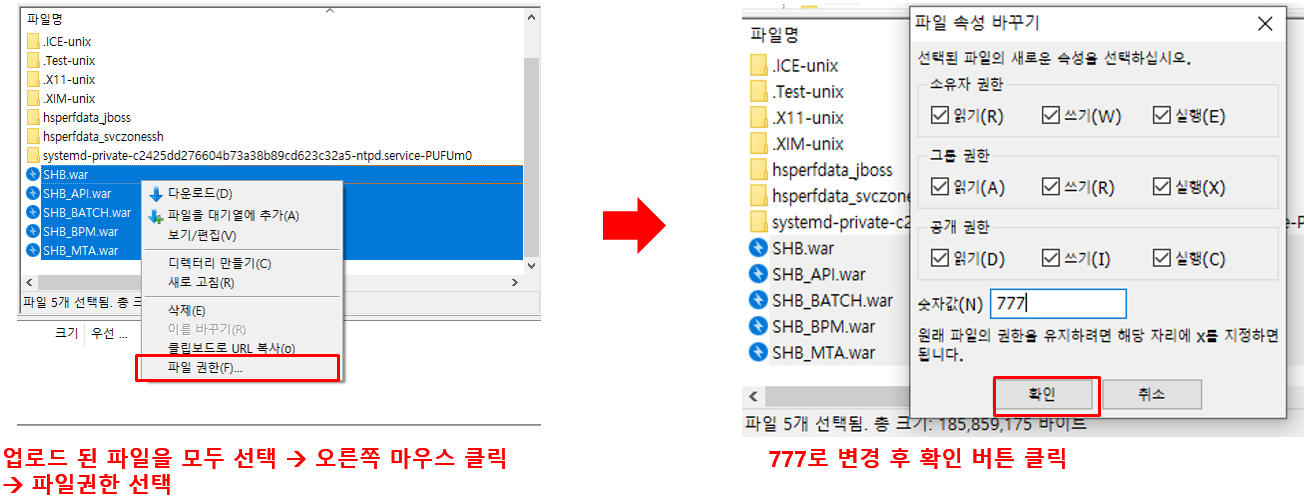 파일명
.ICE-unix
.Test-unix
.X11-unix
.XIM-unix
hsperfdata_jboss
hsperfdata_svczonessh
systemd-private-c2425dd276604b73a38b89cd623c32a5-ntpd.service-PUFUm0
SHB.war
SHB_API.war
SHB_BATCH.war
SHB_BPM.war
SHB_MTA.war
다운로드(D)
파일을 대기열에 추가(A)
보기/편집(V)
디렉터리 만들기(C)
새로 고침(R)
삭제(E)
이름 바꾸기(R)
클립보드로 URL 복사(o)
파일 권한(F)...
파일 5개 선택됨. 총 크
크기 우선 ...
업로드 된 파일을 모두 선택 → 오른쪽 마우스 클릭
→ 파일권한 선택
파일명
.ICE-unix
.Test-unix
.X11-unix
.XIM-unix
hsperfdata_jboss
hsperfdata_svczone
systemd-private-c2
SHB.war
SHB_API.war
SHB_BATCH.war
SHB_BPM.war
SHB_MTA.war
파일 5개 선택됨. 총 크기: 185,859,175 바이트
파일 속성 바꾸기
선택된 파일의 새로운 속성을 선택하십시오.
소유자 권한
읽기(R) 쓰기(W) 실행(E)
그룹 권한
읽기(A) 쓰기(R) 실행(X)
공개 권한
읽기(D) 쓰기(I) 실행(C)
숫자값(N) 777
원래 파일의 권한을 유지하려면 해당 자리에 x를 지정하면
됩니다.
확인 취소
777로 변경 후 확인 버튼 클릭